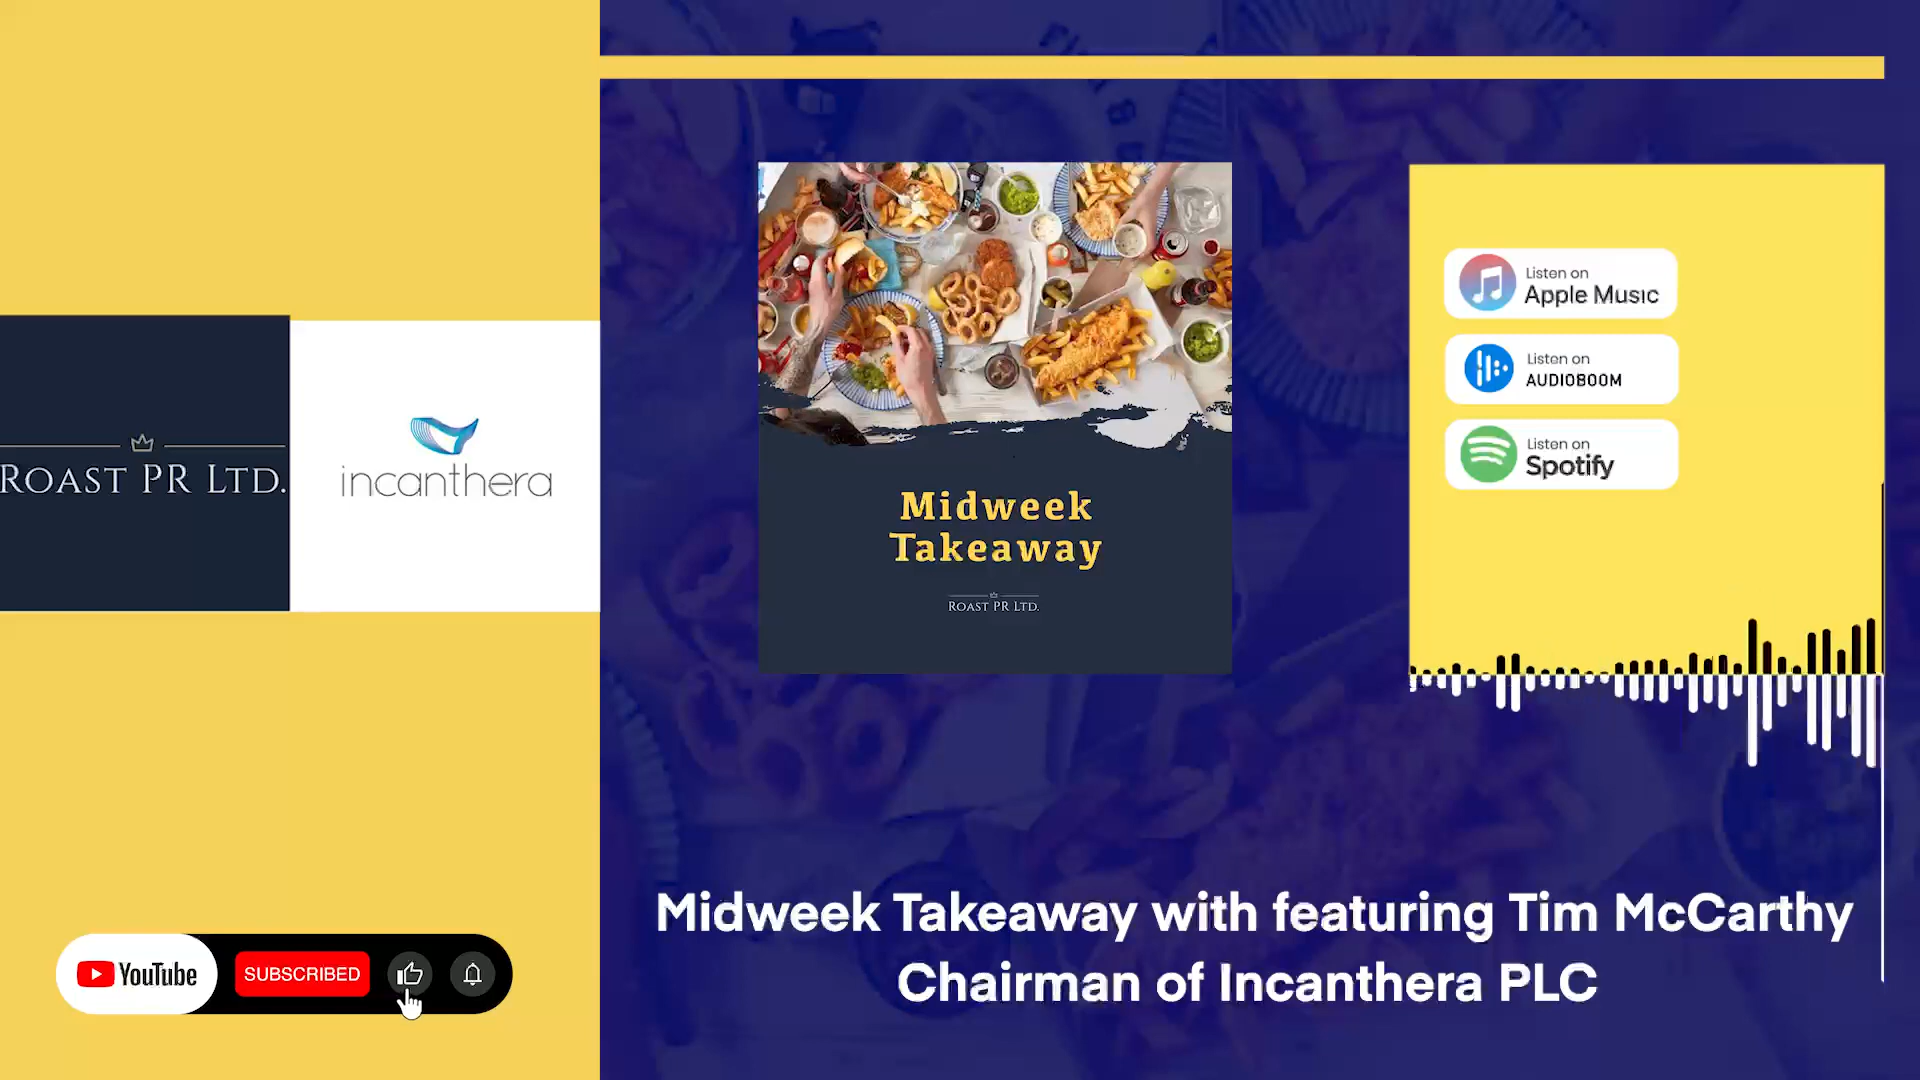 ROAST PR LTD.
incanthera
Midweek
Takeaway
ROAST PR LTD.
Listen on
Apple Music
Listen on
AUDIOBOOM
Listen on
Spotify
Midweek Takeaway with featuring Tim McCarthy
Chairman of Incanthera PLC
YouTube
SUBSCRIBED